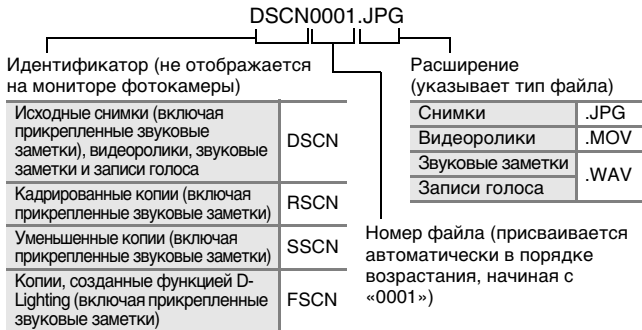 DSCN0001.JPG
Идентификатор (не отображается
на мониторе фотокамеры)
Исходные снимки (включая
прикрепленные звуковые
заметки), видеоролики, звуковые
заметки и записи голоса
DSCN
Кадрированные копии (включая
прикрепленные звуковые заметки)
RSCN
Уменьшенные копии (включая
прикрепленные звуковые заметки)
SSCN
Копии, созданные функцией D-
Lighting (включая прикрепленные
звуковые заметки)
FSCN
Расширение
(указывает тип файла)
Снимки .JPG
Видеоролики .MOV
Звуковые заметки
Записи голоса
.WAV
Номер файла (присваивается
автоматически в порядке
возрастания, начиная с
«0001»)